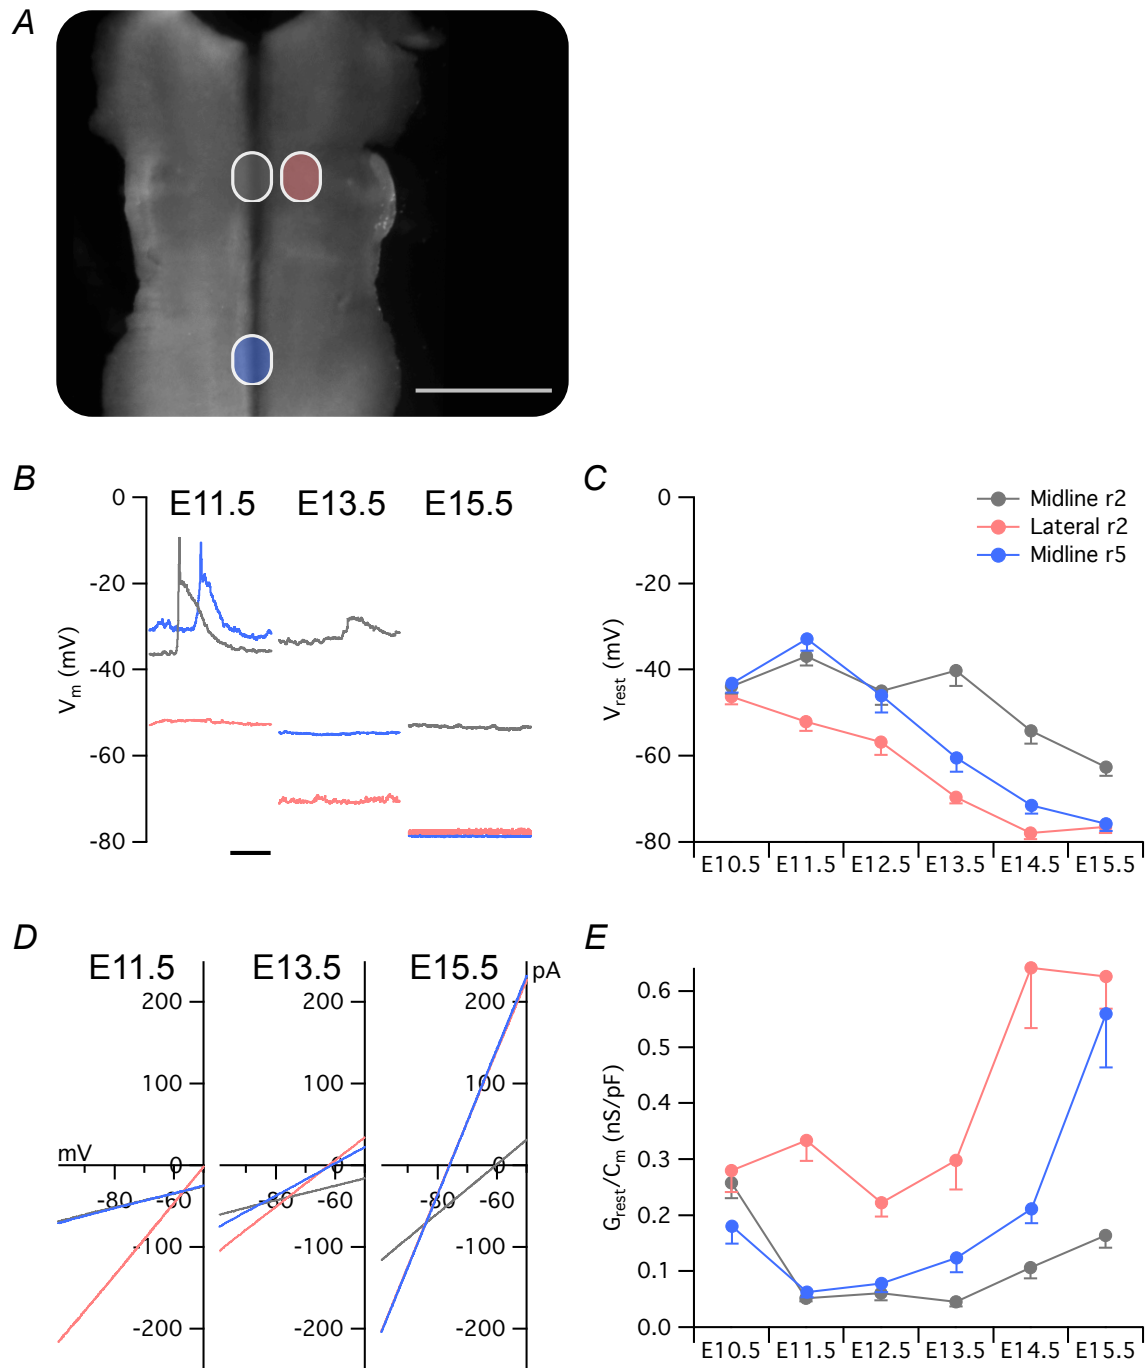 A
B
E11.5 E13.5 E15.5
0
-20
-40
-60
-80
Vm (mV)
C
0
-20
-40
-60
-80
Vrest (mV)
Midline r2
Lateral r2
Midline r5
E10.5 E11.5 E12.5 E13.5 E14.5 E15.5
D
E11.5 E13.5 E15.5
pA
mV
200
100
0
-100
-200
-80 -60
200
100
0
-100
-200
-80 -60
200
100
0
-100
-200
-80 -60
E
0.6
0.5
0.4
0.3
0.2
0.1
0.0
Grest/Cm (nS/pF)
E10.5 E11.5 E12.5 E13.5 E14.5 E15.5